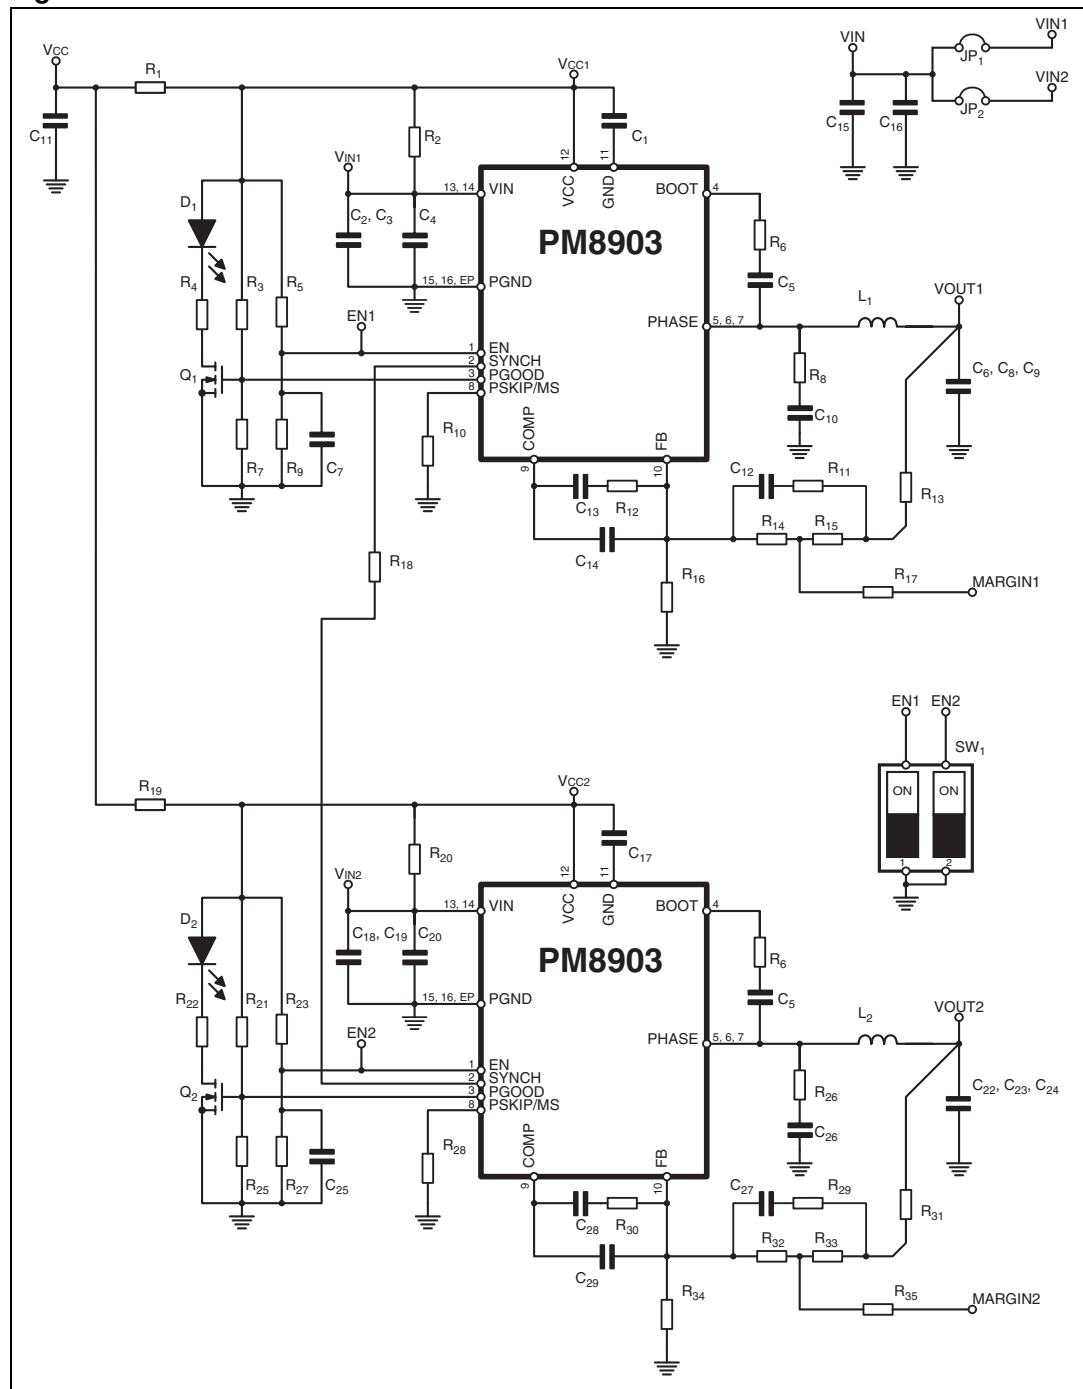 VCC
R1
C11
VCC1
C1
R2
VIN
C15
C16
JP1
VIN1
JP2
VIN2
VIN1
C2, C3
C4
13, 14
VIN
12
VCC
11
GND
BOOT
4
PM8903
15, 16, EP
PGND
R6
C5
D1
R4
R3
R5
EN1
Q1
R7
R9
C7
1
EN
2
SYNCH
3
PGOOD
8
PSKIP/MS
PHASE
5, 6, 7
L1
VOUT1
C6, C8, C9
R8
C10
R10
COMP
9
FB
10
C13
R12
C14
C12
R11
R13
R14
R15
R16
R17
MARGIN1
R18
EN1
EN2
SW1
ON
ON
1
2
R19
VCC2
C17
R20
VIN2
C18, C19
C20
13, 14
VIN
12
VCC
11
GND
BOOT
4
PM8903
15, 16, EP
PGND
R6
C5
D2
R22
R21
R23
EN2
Q2
R25
R27
C25
1
EN
2
SYNCH
3
PGOOD
8
PSKIP/MS
PHASE
5, 6, 7
L2
VOUT2
C22, C23, C24
R26
C26
R28
COMP
9
FB
10
C28
R30
C29
C27
R29
R31
R32
R33
R34
R35
MARGIN2